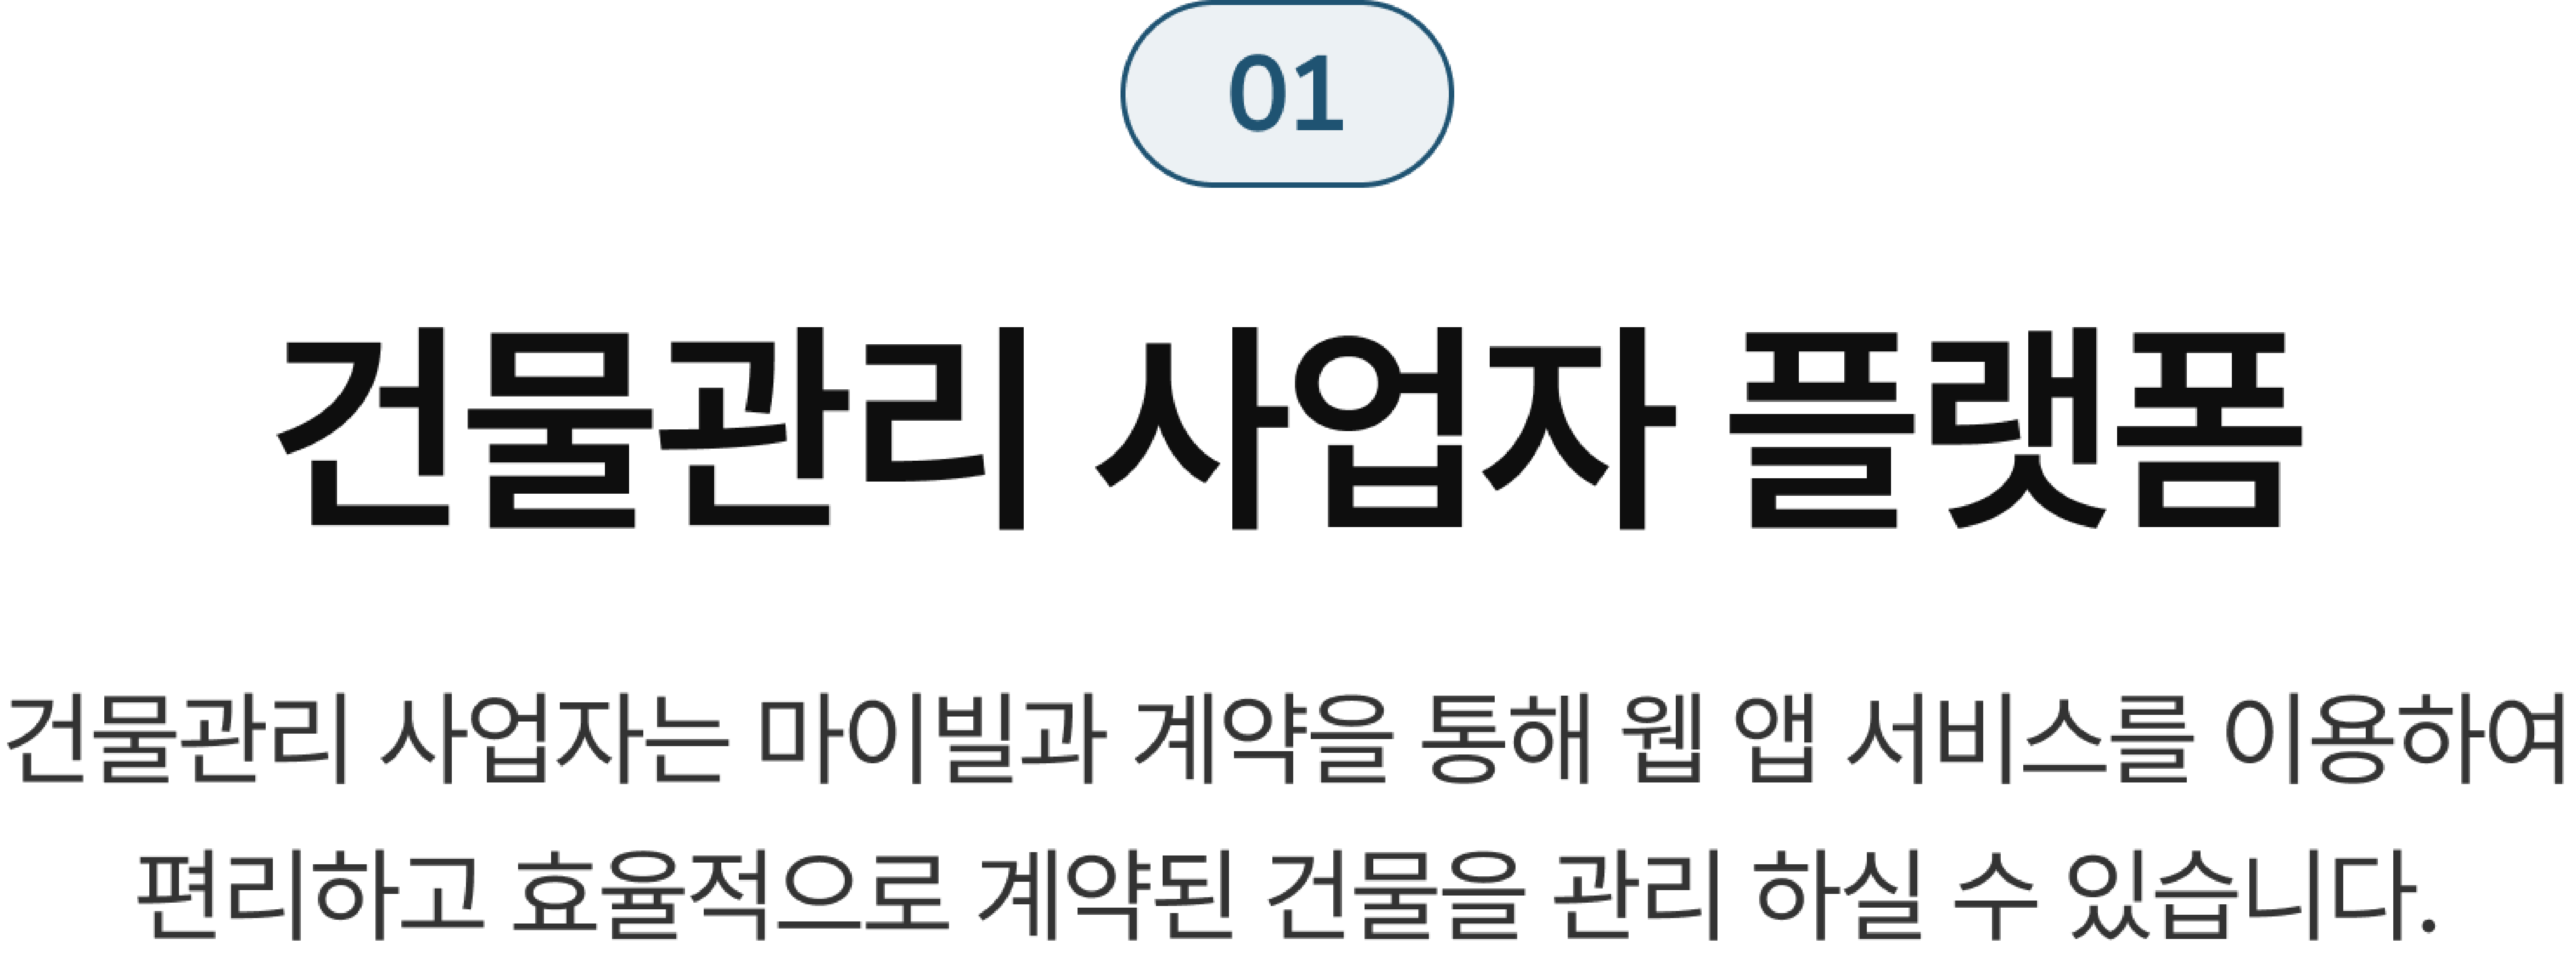 01
건물관리 사업자 플랫폼
건물관리 사업자는 마이빌과 계약을 통해 웹 앱 서비스를 이용하여
편리하고 효율적으로 계약된 건물을 관리 하실 수 있습니다.